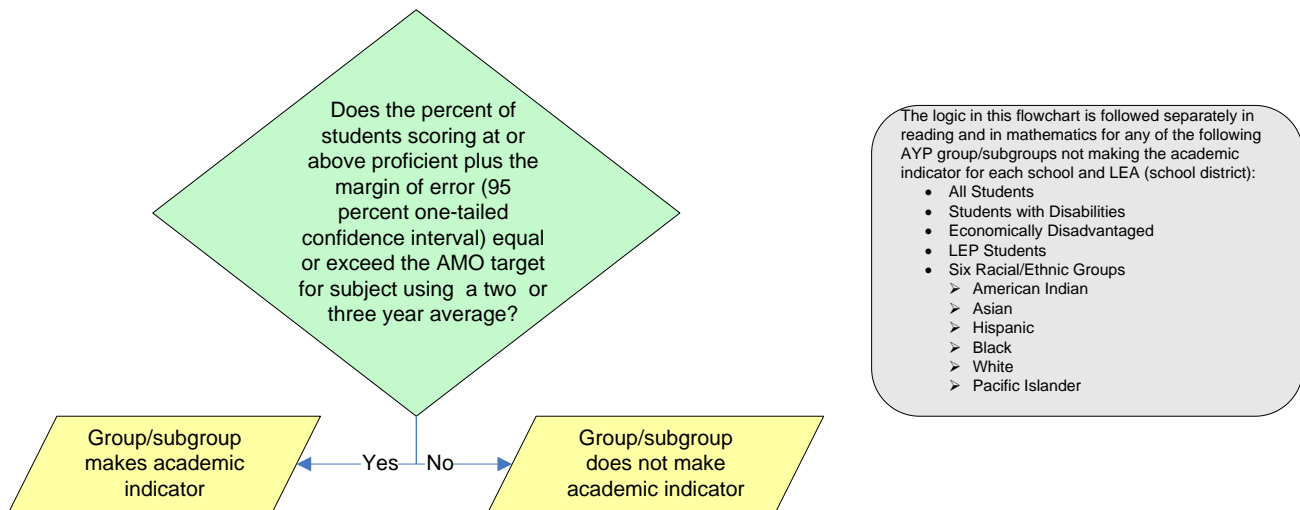 Does the percent of
students scoring at or
above proficient plus the
margin of error (95
percent one-tailed
confidence interval) equal
or exceed the AMO target
for subject using a two or
three year average?
Yes
No
Group/subgroup
makes academic
indicator
Group/subgroup
does not make
academic indicator
The logic in this flowchart is followed separately in
reading and in mathematics for any of the following
AYP group/subgroups not making the academic
indicator for each school and LEA (school district):
• All Students
• Students with Disabilities
• Economically Disadvantaged
• LEP Students
• Six Racial/Ethnic Groups
➢ American Indian
➢ Asian
➢ Hispanic
➢ Black
➢ White
➢ Pacific Islander